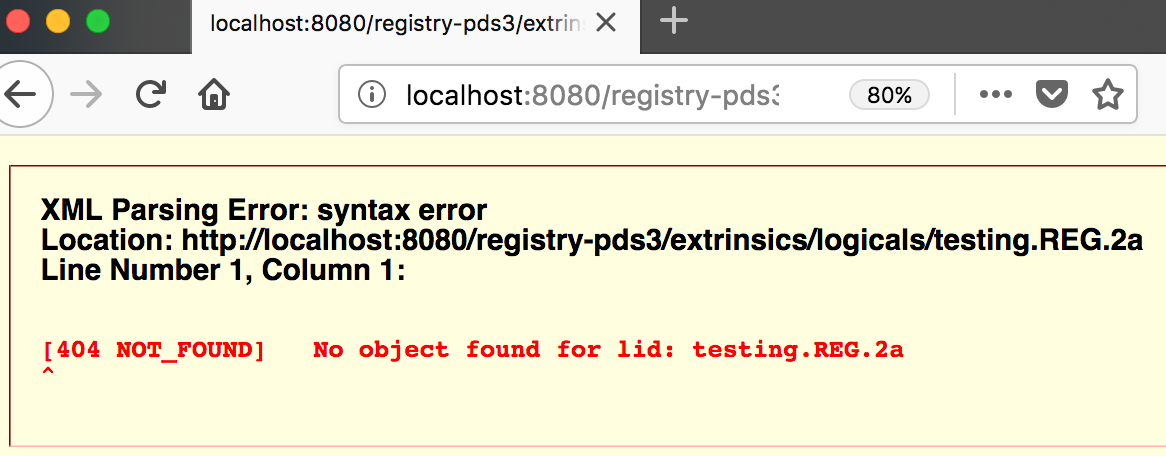 localhost:8080/registry-pds3/extrin
localhost:8080/registry-pds3
80%
XML Parsing Error: syntax error
Location: http://localhost:8080/registry-pds3/extrinsics/logicals/testing.REG.2a
Line Number 1, Column 1:
[404 NOT_FOUND]   No object found for lid: testing.REG.2a
^